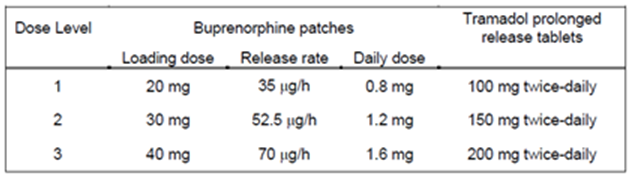 Dose Level Buprenorphine patches Tramadol prolonged release tablets
Loading dose Release rate Daily dose
1 20 mg 35 μg/h 0.8 mg 100 mg twice-daily
2 30 mg 52.5 μg/h 1.2 mg 150 mg twice-daily
3 40 mg 70 μg/h 1.6 mg 200 mg twice-daily